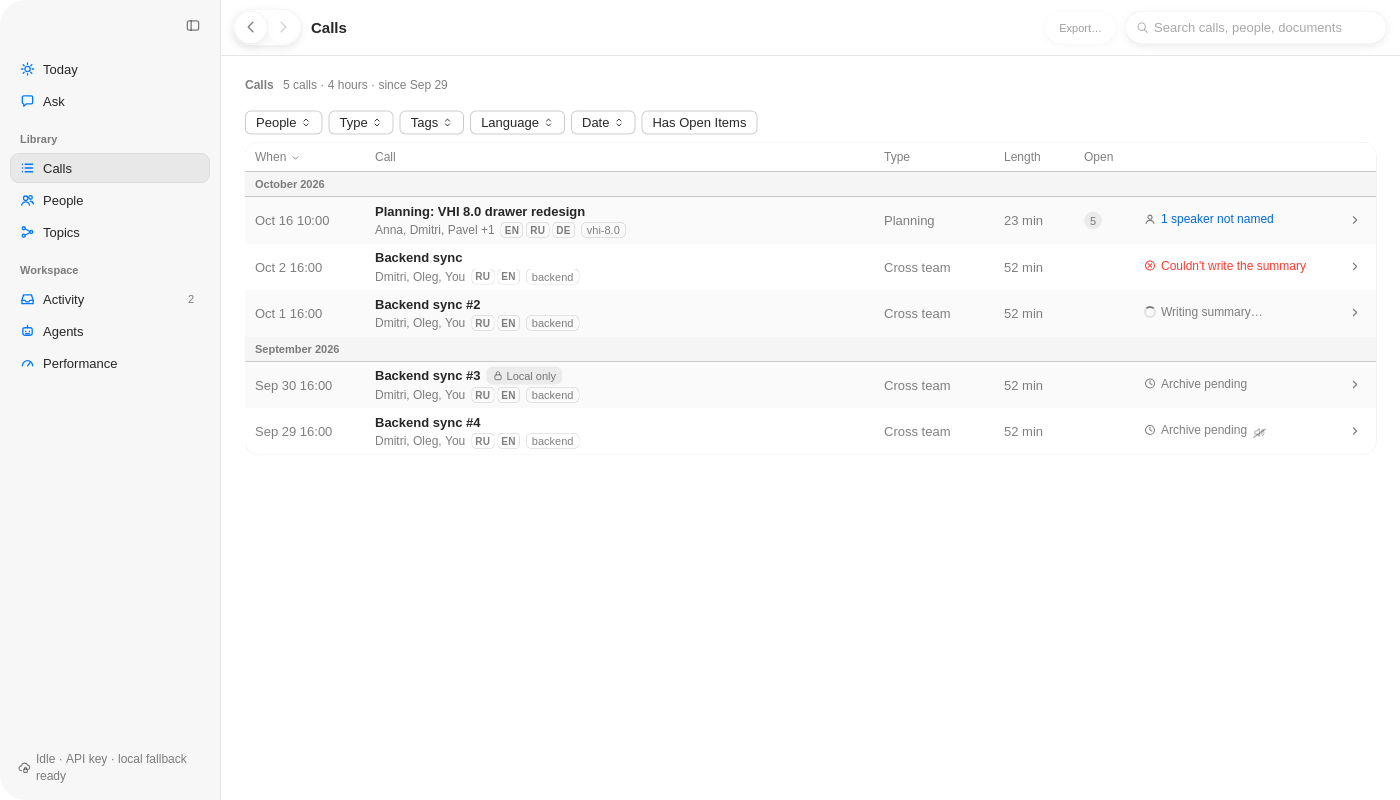 Calls
Export…
Search calls, people, documents
Today
Ask
Library
Calls
People
Topics
Workspace
Activity 2
Agents
Performance
Idle · API key · local fallback
ready
Calls 5 calls · 4 hours · since Sep 29
People Type Tags Language Date Has Open Items
When Call Type Length Open
October 2026
Oct 16 10:00 Planning: VHI 8.0 drawer redesign Planning 23 min 5 1 speaker not named
Anna, Dmitri, Pavel +1 EN RU DE vhi-8.0
Oct 2 16:00 Backend sync Cross team 52 min Couldn't write the summary
Dmitri, Oleg, You RU EN backend
Oct 1 16:00 Backend sync #2 Cross team 52 min Writing summary…
Dmitri, Oleg, You RU EN backend
September 2026
Sep 30 16:00 Backend sync #3 Local only Cross team 52 min Archive pending
Dmitri, Oleg, You RU EN backend
Sep 29 16:00 Backend sync #4 Cross team 52 min Archive pending
Dmitri, Oleg, You RU EN backend